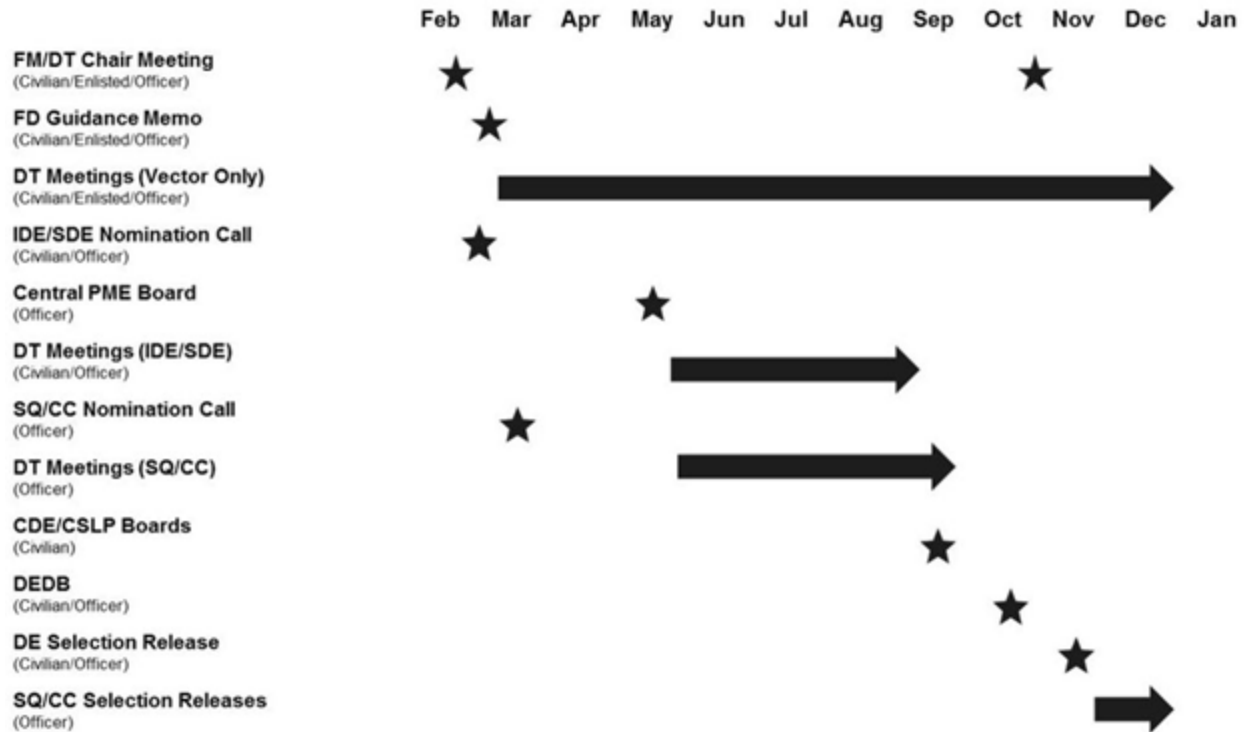 Feb Mar Apr May Jun Jul Aug Sep Oct Nov Dec Jan
FM/DT Chair Meeting
(Civilian/Enlisted/Officer)
FD Guidance Memo
(Civilian/Enlisted/Officer)
DT Meetings (Vector Only)
(Civilian/Enlisted/Officer)
IDE/SDE Nomination Call
(Civilian/Officer)
Central PME Board
(Officer)
DT Meetings (IDE/SDE)
(Civilian/Officer)
SQ/CC Nomination Call
(Officer)
DT Meetings (SQ/CC)
(Officer)
CDE/CSLP Boards
(Civilian)
DEDB
(Civilian/Officer)
DE Selection Release
(Civilian/Officer)
SQ/CC Selection Releases
(Officer)